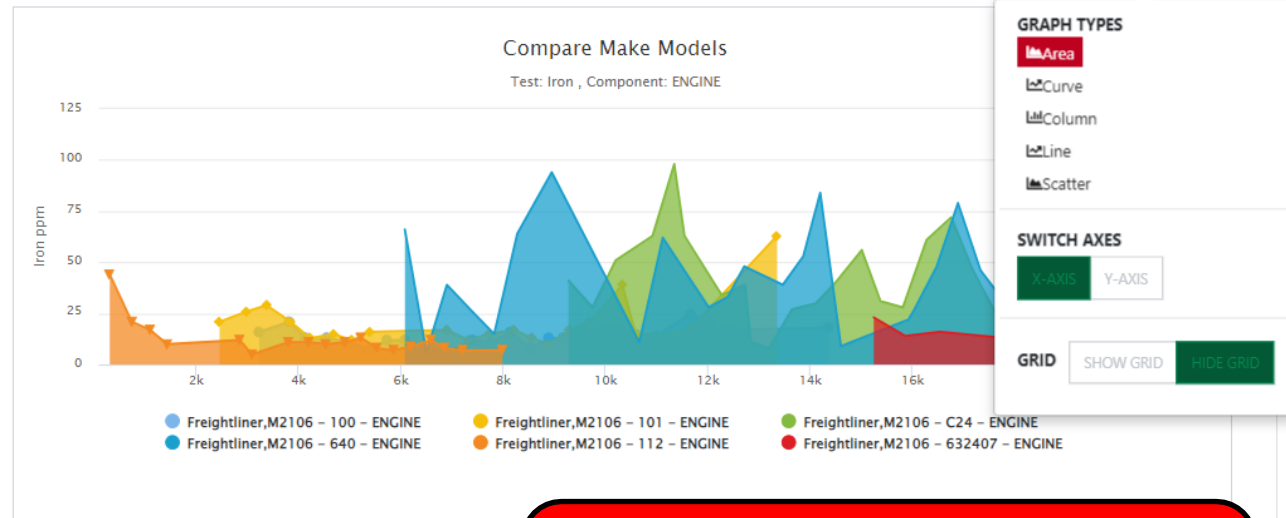 Compare Make Models
Test: Iron , Component: ENGINE
125
100
75
50
25
0
Iron ppm
2k 4k 6k 8k 10k 12k 14k 16k
Freightliner,M2106 – 100 – ENGINE Freightliner,M2106 – 101 – ENGINE Freightliner,M2106 – C24 – ENGINE
Freightliner,M2106 – 640 – ENGINE Freightliner,M2106 – 112 – ENGINE Freightliner,M2106 – 632407 – ENGINE
GRAPH TYPES
Area
Curve
Column
Line
Scatter
SWITCH AXES
X-AXIS Y-AXIS
GRID SHOW GRID HIDE GRID